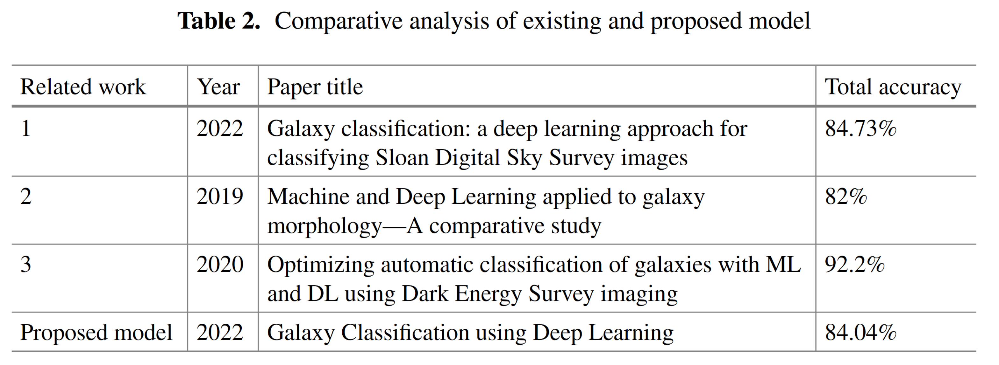 Table 2. Comparative analysis of existing and proposed model
Related work Year Paper title Total accuracy
1 2022 Galaxy classification: a deep learning approach for 84.73%
classifying Sloan Digital Sky Survey images
2 2019 Machine and Deep Learning applied to galaxy 82%
morphology—A comparative study
3 2020 Optimizing automatic classification of galaxies with ML 92.2%
and DL using Dark Energy Survey imaging
Proposed model 2022 Galaxy Classification using Deep Learning 84.04%